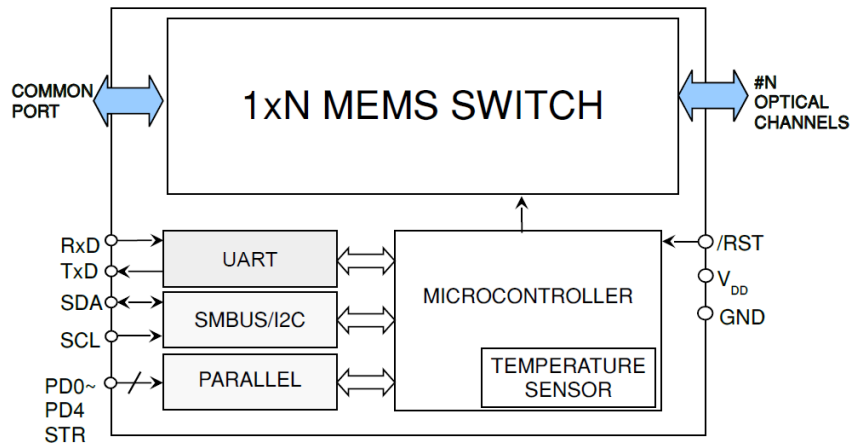 COMMON
PORT
1xN MEMS SWITCH
#N
OPTICAL
CHANNELS
RxD
TxD
SDA
SCL
PD0~
PD4
STR
UART
SMBUS/I2C
PARALLEL
MICROCONTROLLER
TEMPERATURE
SENSOR
/RST
VDD
GND